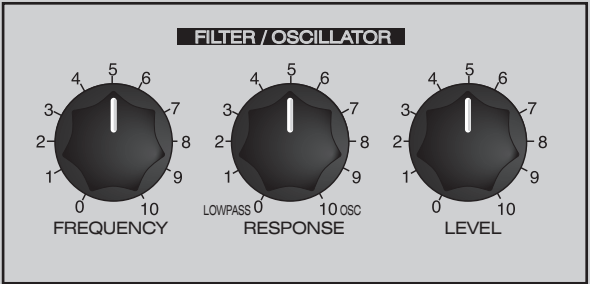 FILTER / OSCILLATOR
5 5 5
4 6 4 6 4 6
3 7 3 7 3 7
2 8 2 8 2 8
1 9 1 9 1 9
0 10 LOWPASS 0 10 OSC 0 10
FREQUENCY RESPONSE LEVEL